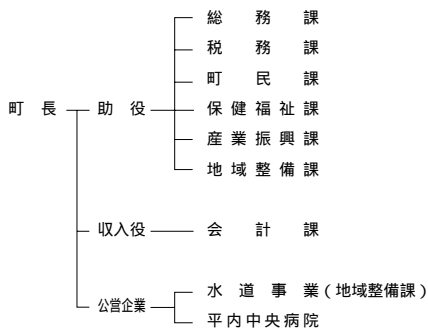 総務課
税務課
町民課
町長 助役 保健福祉課
産業振興課
地域整備課
収入役 会計課
水道事業(地域整備課)
公営企業
平内中央病院